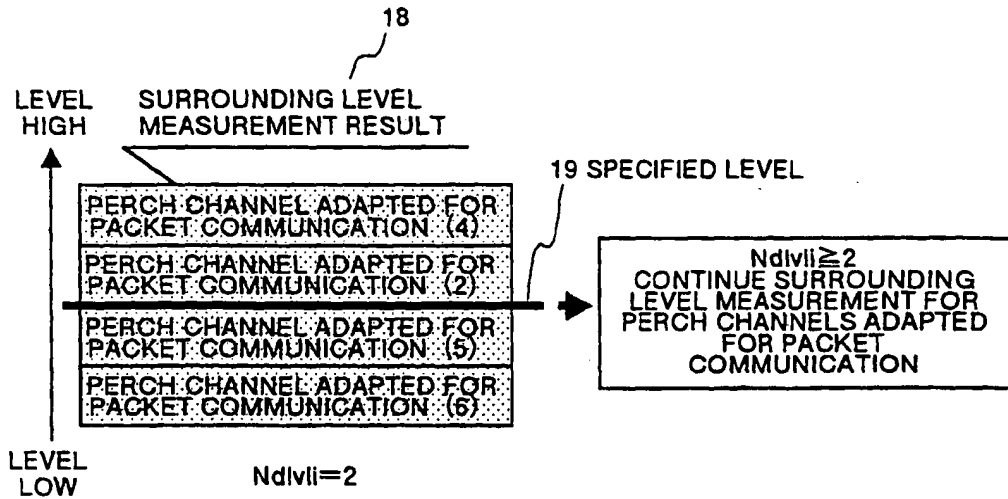 18
LEVEL
HIGH
SURROUNDING LEVEL
MEASUREMENT RESULT
19 SPECIFIED LEVEL
PERCH CHANNEL ADAPTED FOR
PACKET COMMUNICATION (4)
PERCH CHANNEL ADAPTED FOR
PACKET COMMUNICATION (2)
PERCH CHANNEL ADAPTED FOR
PACKET COMMUNICATION (5)
PERCH CHANNEL ADAPTED FOR
PACKET COMMUNICATION (6)
Ndlvli≧2
CONTINUE SURROUNDING
LEVEL MEASUREMENT FOR
PERCH CHANNELS ADAPTED
FOR PACKET
COMMUNICATION
LEVEL
LOW
Ndlvli=2